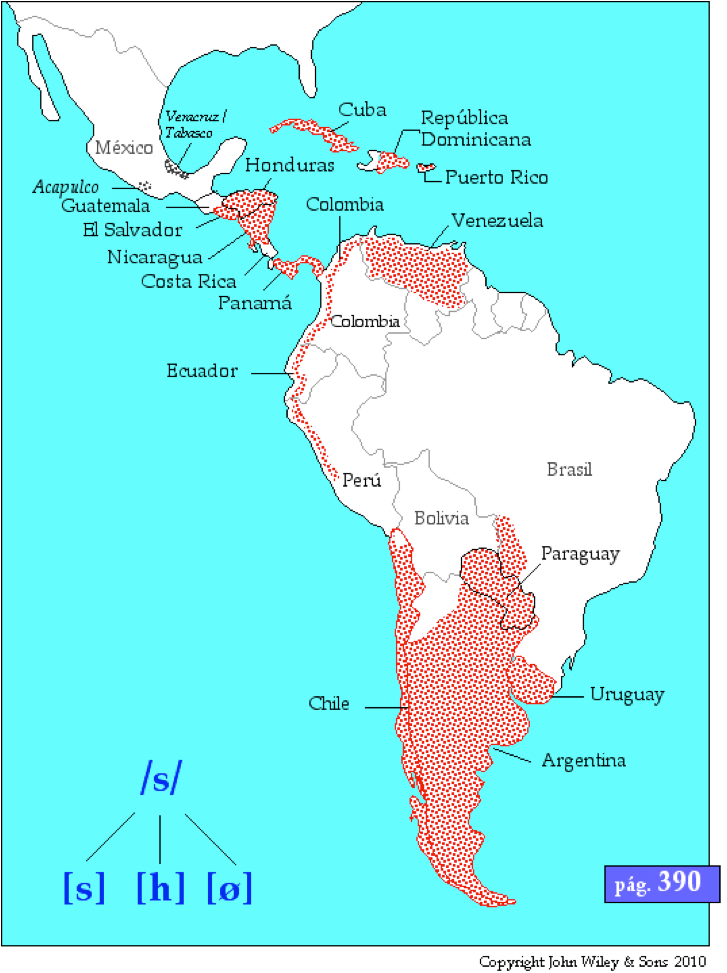 Cuba
República
Dominicana
Veracruz /
Tabasco
México
Honduras
Puerto Rico
Acapulco
Guatemala
Colombia
Venezuela
El Salvador
Nicaragua
Costa Rica
Panamá
Colombia
Ecuador
Brasil
Perú
Bolivia
Paraguay
Chile
Uruguay
Argentina
/s/
[s] [h] [ø]
pág. 390
Copyright John Wiley & Sons 2010